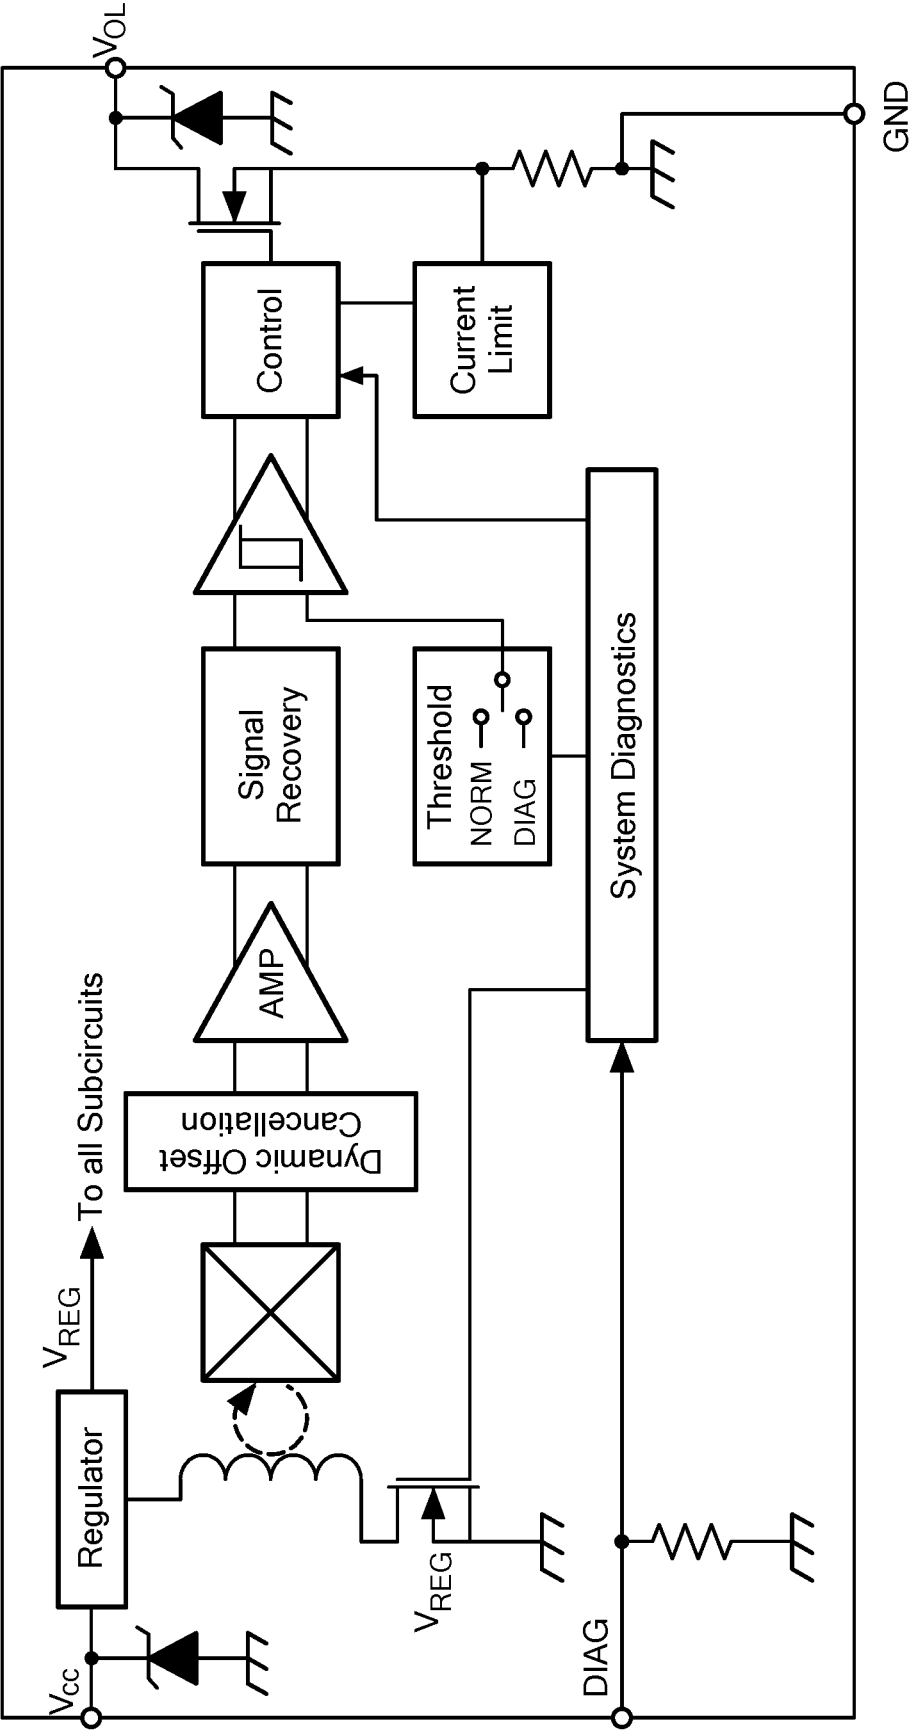 VCC
Regulator
VREG
To all Subcircuits
VOL
Dynamic Offset
Cancellation
AMP
Signal
Recovery
Control
Current
Limit
Threshold
NORM
DIAG
VREG
System Diagnostics
DIAG
GND